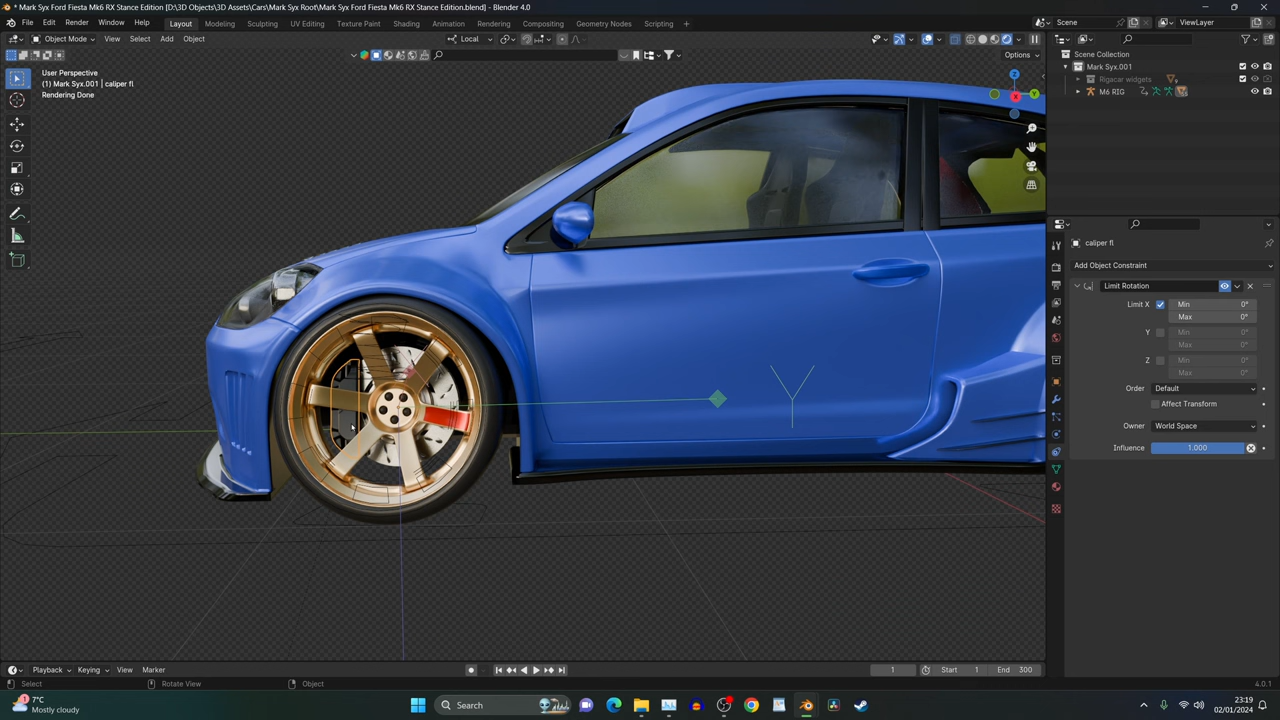 * Mark Syx Ford Fiesta Mk6 RX Stance Edition [D:\3D Objects\3D Assets\Cars\Mark Syx Root\Mark Syx Ford Fiesta Mk6 RX Stance Edition.blend] - Blender 4.0
File Edit Render Window Help Layout Modeling Sculpting UV Editing Texture Paint Shading Animation Rendering Compositing Geometry Nodes Scripting + Scene ViewLayer
Object Mode View Select Add Object Local
Options
User Perspective
(1) Mark Syx.001 | caliper fl
Rendering Done
Z
Y
X
Scene Collection
Mark Syx.001
Rigacar widgets
M6 RIG
caliper fl
Add Object Constraint
Limit Rotation
Limit X Min 0°
Max 0°
Y Min 0°
Max 0°
Z Min 0°
Max 0°
Order Default
Affect Transform
Owner World Space
Influence 1.000
Playback Keying View Marker 1 Start 1 End 300
Select Rotate View Object 4.0.1
1
7°C
Mostly cloudy
Search
23:19
02/01/2024